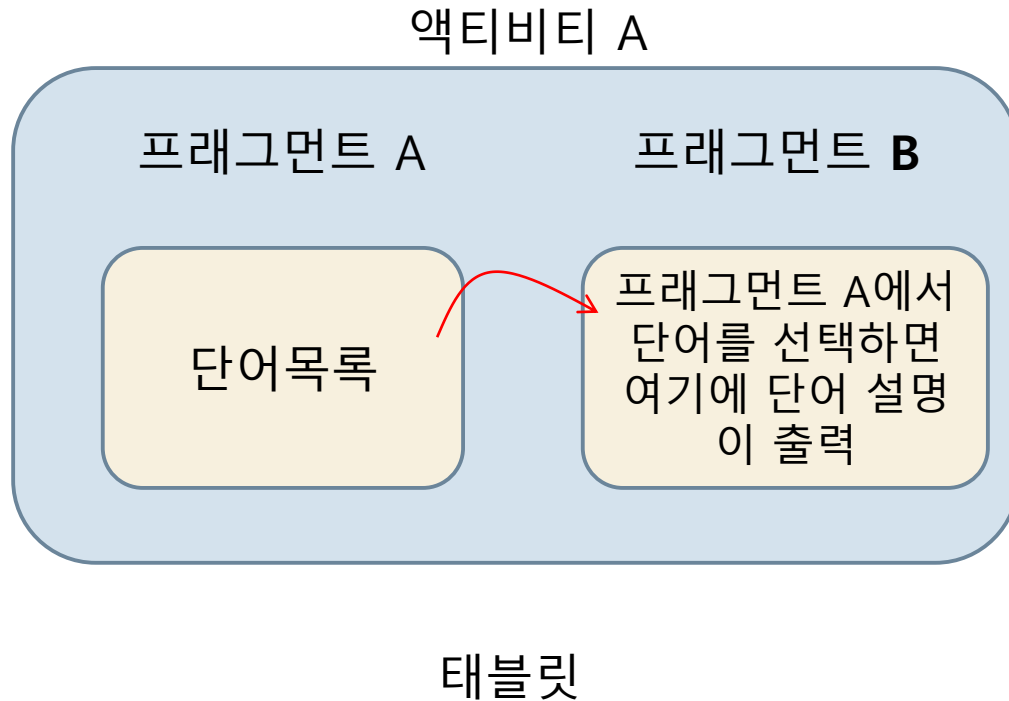 액티비티 A
프래그먼트 A
프래그먼트 B
단어목록
프래그먼트 A에서
단어를 선택하면
여기에 단어 설명
이 출력
태블릿